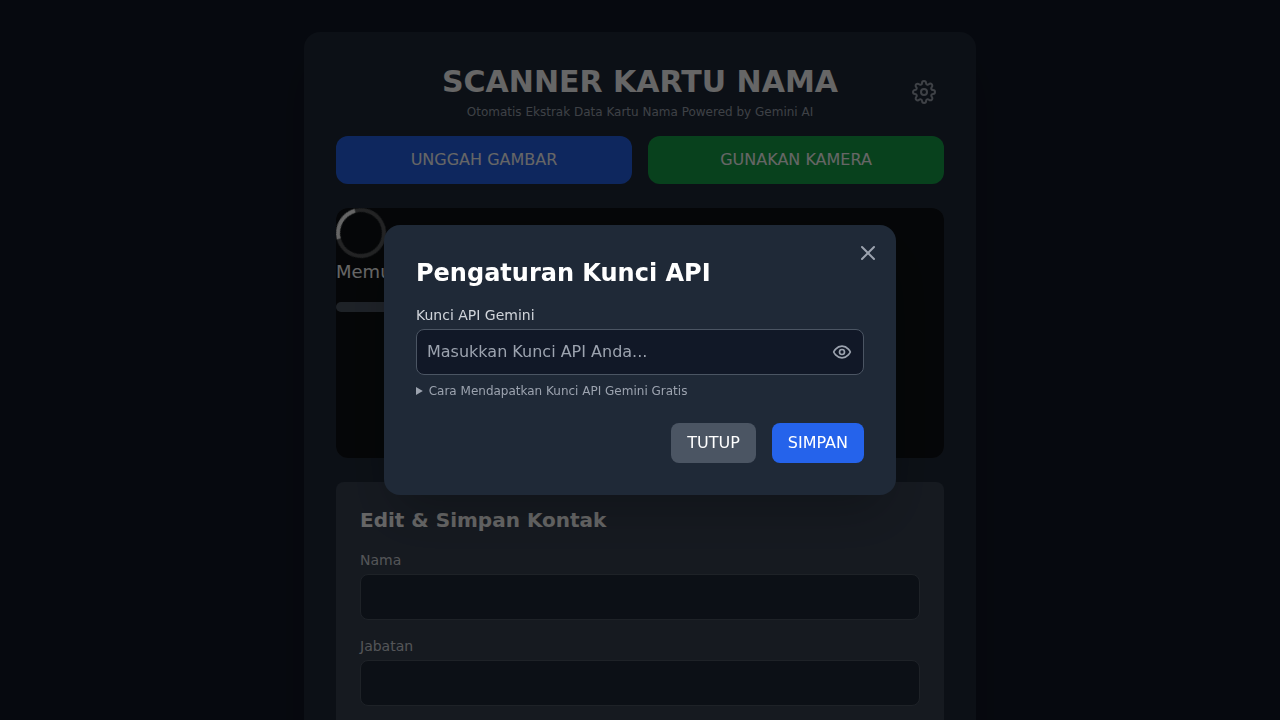 SCANNER KARTU NAMA
Otomatis Ekstrak Data Kartu Nama Powered by Gemini AI
UNGGAH GAMBAR
GUNAKAN KAMERA
Pengaturan Kunci API
Kunci API Gemini
Masukkan Kunci API Anda...
Cara Mendapatkan Kunci API Gemini Gratis
TUTUP
SIMPAN
Edit & Simpan Kontak
Nama
Jabatan